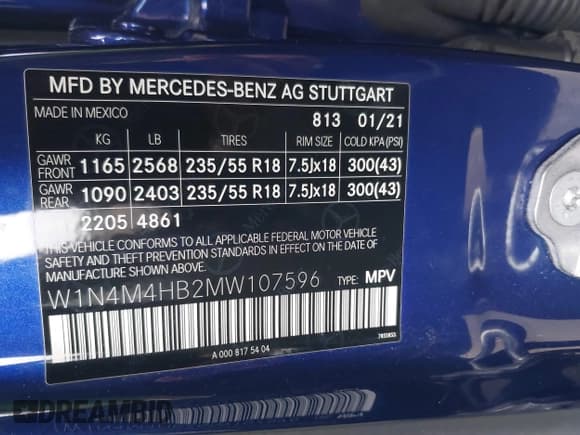 MFD BY MERCEDES-BENZ AG STUTTGART
MADE IN MEXICO 813 01/21
KG LB TIRES RIM SIZE COLD KPA (PSI)
GAWR FRONT 1165 2568 235/55 R18 7.5Jx18 300(43)
GAWR REAR 1090 2403 235/55 R18 7.5Jx18 300(43)
2205 4861
THIS VEHICLE CONFORMS TO ALL APPLICABLE FEDERAL MOTOR VEHICLE
SAFETY AND THEFT PREVENTION STANDARDS IN EFFECT ON THE DATE OF
MANUFACTURE SHOWN ABOVE
W1N4M4HB2MW107596 TYPE: MPV
A 000 817 54 04
DREAMBID